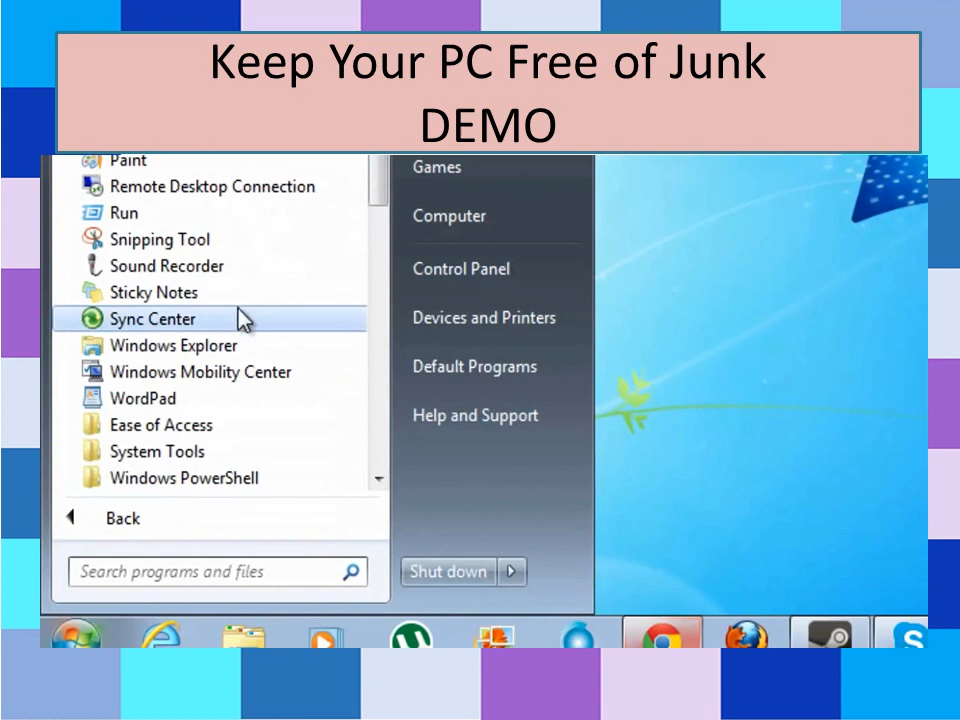 Keep Your PC Free of Junk
DEMO
Paint
Remote Desktop Connection
Run
Snipping Tool
Sound Recorder
Sticky Notes
Sync Center
Windows Explorer
Windows Mobility Center
WordPad
Ease of Access
System Tools
Windows PowerShell
Back
Search programs and files
Games
Computer
Control Panel
Devices and Printers
Default Programs
Help and Support
Shut down